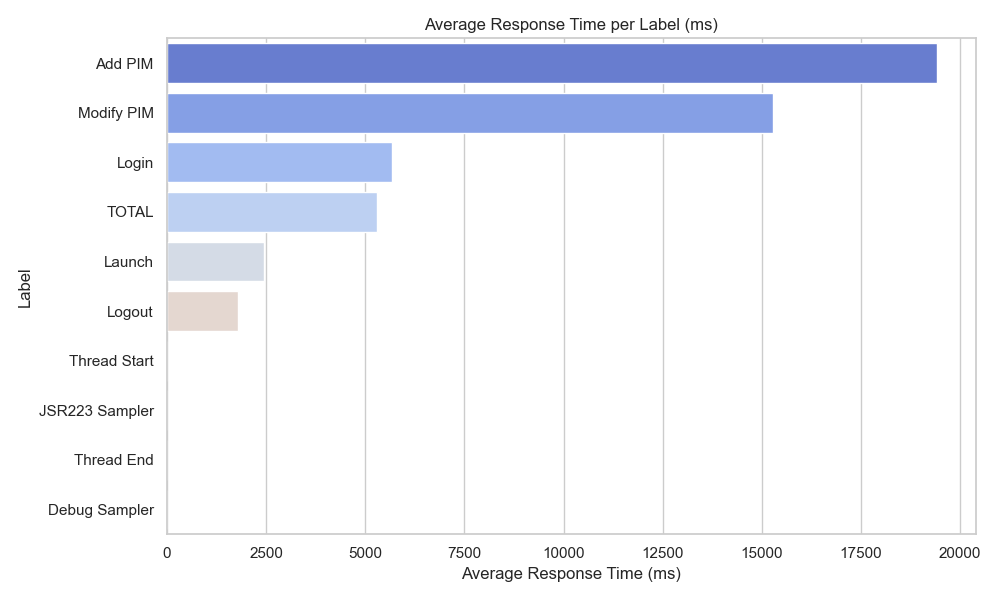 Average Response Time per Label (ms)
Add PIM
Modify PIM
Login
TOTAL
Launch
Logout
Thread Start
JSR223 Sampler
Thread End
Debug Sampler
Label
0 2500 5000 7500 10000 12500 15000 17500 20000
Average Response Time (ms)